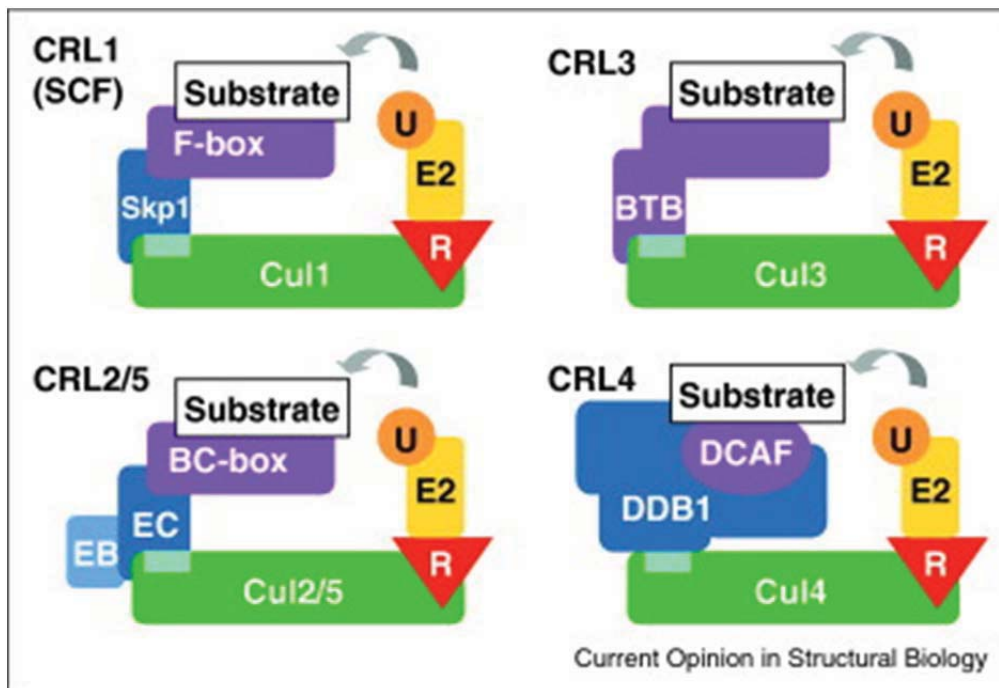 CRL1
(SCF)
Substrate
U
F-box
E2
Skp1
R
Cul1
CRL3
Substrate
U
E2
BTB
R
Cul3
CRL2/5
Substrate
U
BC-box
E2
EC
EB
R
Cul2/5
CRL4
Substrate
U
DCAF
E2
DDB1
R
Cul4
Current Opinion in Structural Biology